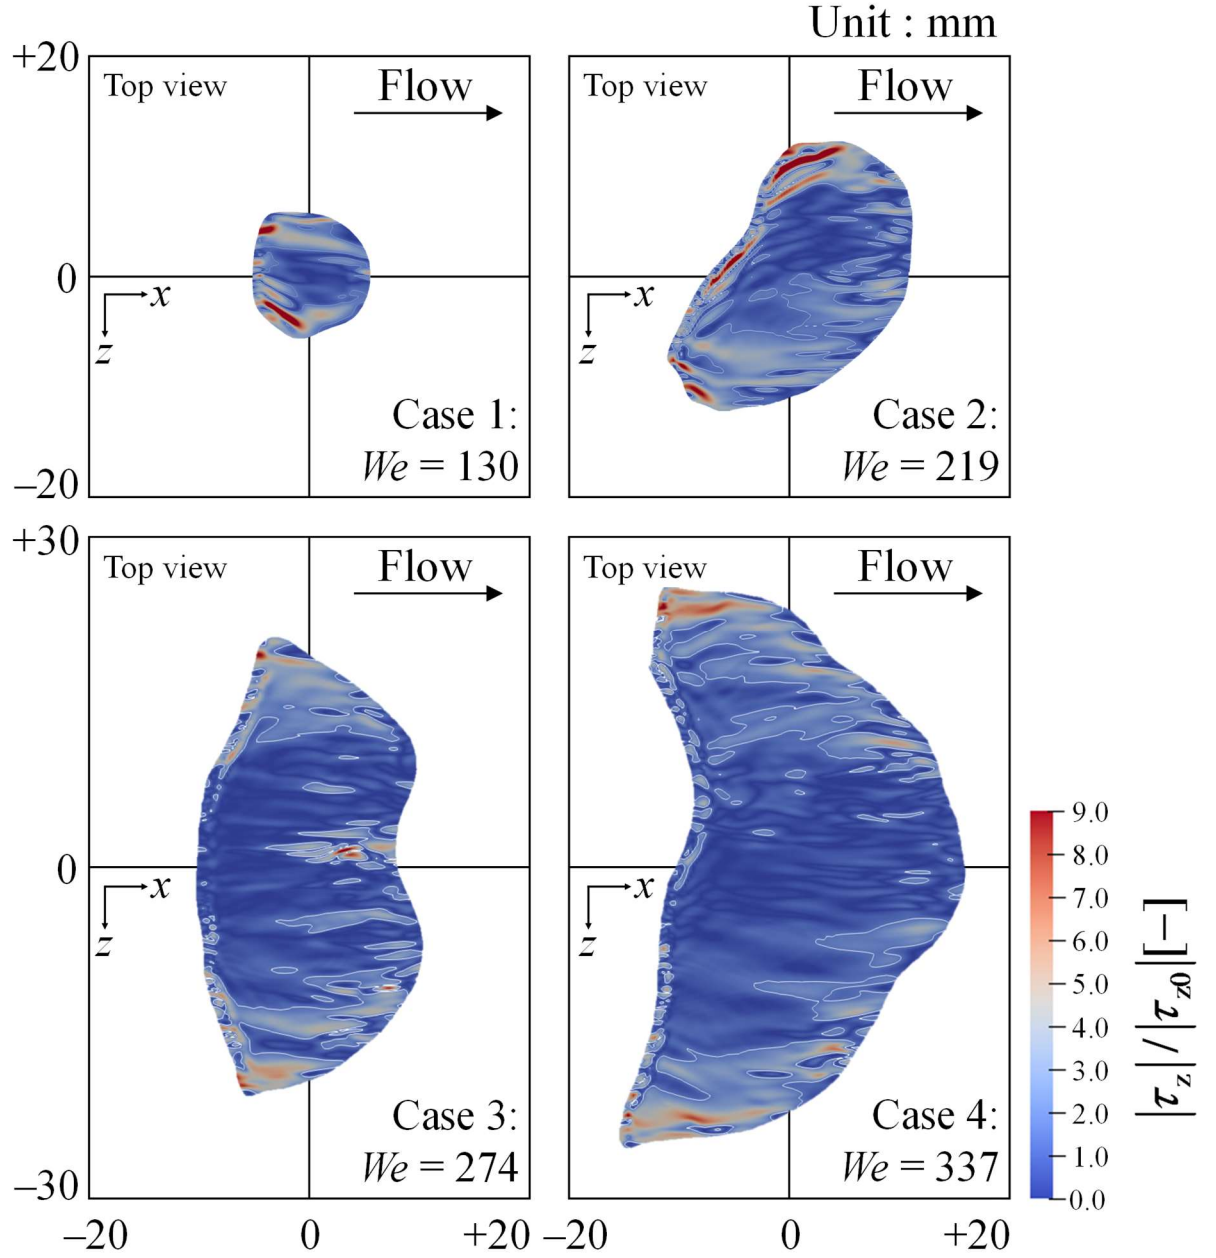 Unit : mm
+20
Top view
Flow
Top view
Flow
0
x
z
x
z
Case 1:
We = 130
Case 2:
We = 219
–20
+30
Top view
Flow
Top view
Flow
0
x
z
x
z
9.0
8.0
7.0
6.0
5.0
4.0
3.0
2.0
1.0
0.0
|τz| / |τz0| [–]
Case 3:
We = 274
Case 4:
We = 337
–30
–20
0
+20
–20
0
+20